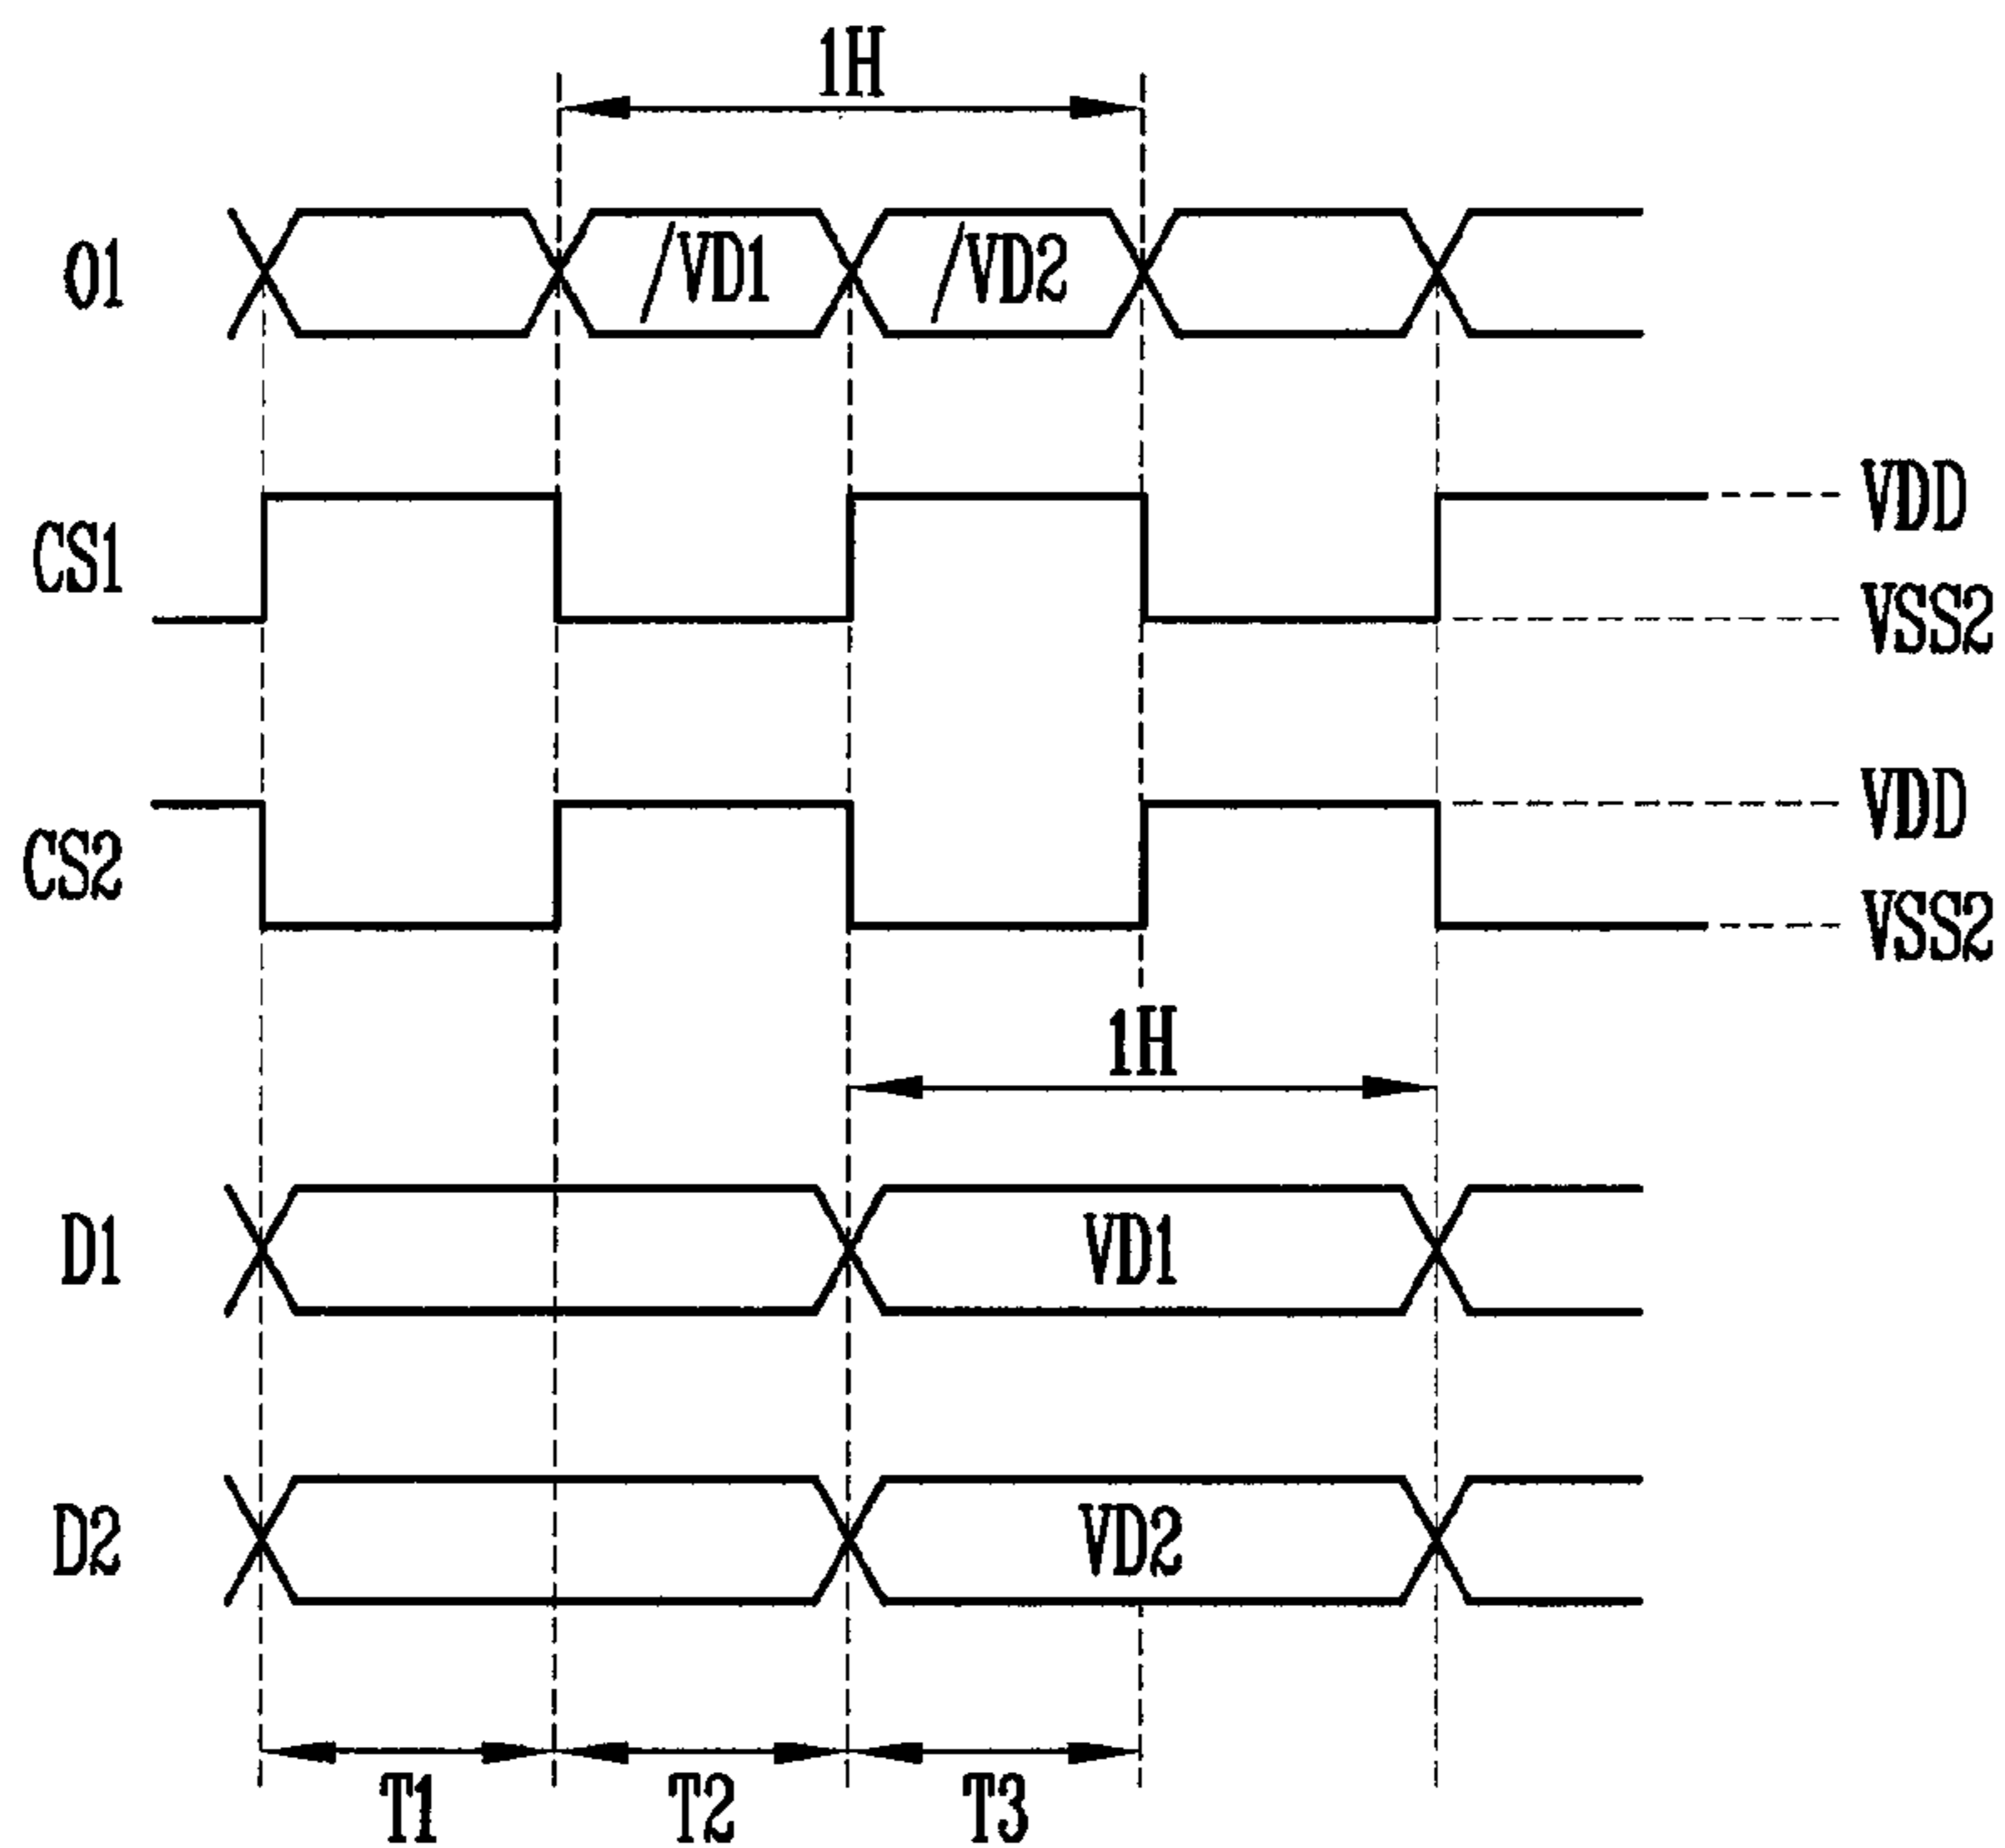 1H
O1 /VD1 /VD2
VDD
CS1
VSS2
VDD
CS2
VSS2
1H
D1 VD1
D2 VD2
T1 T2 T3